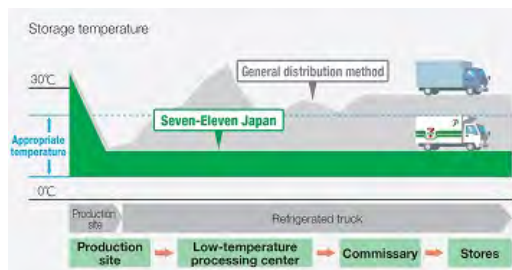 Storage temperature
30℃
General distribution method
Seven-Eleven Japan
Appropriate
temperature
0℃
Production
site
Refrigerated truck
Production
site
Low-temperature
processing center
Commissary
Stores